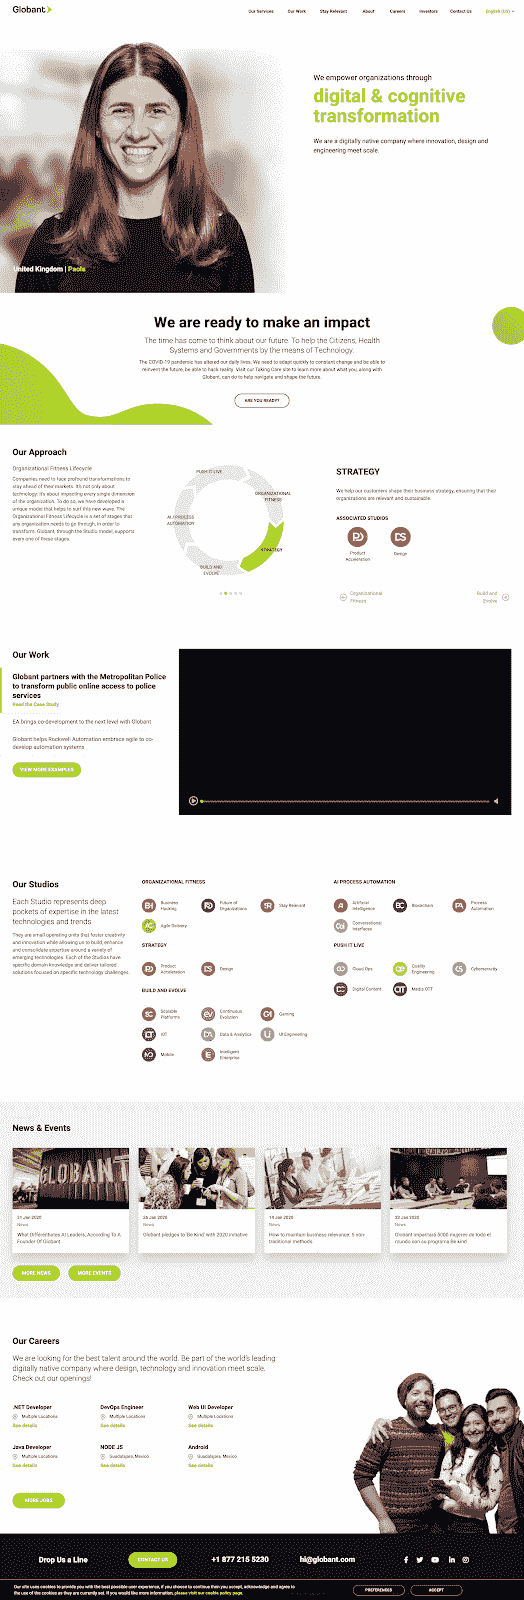 Globant
Our Services
Our Work
Stay Relevant
About
Careers
Investors
Contact Us
English (US)
We empower organizations through
digital & cognitive
transformation
We are a digitally native company where innovation, design and
engineering meet scale.
United Kingdom | Paola
We are ready to make an impact
The time has come to think about our future. To help the Citizens, Health
Systems and Governments by the means of Technology.
The COVID-19 pandemic has altered our daily lives. We need to adapt quickly to constant change and be able to
reinvent the future, be able to hack reality. Visit our Taking Care site to learn more about what you, along with
Globant, can do to help navigate and shape the future.
ARE YOU READY?
Our Approach
Organizational Fitness Lifecycle
Companies need to face profound transformations to
stay ahead of their markets. It's not only about
technology, it's about impacting every single dimension
of the organization. To do so, we have developed a
unique model that helps to surf this new wave. The
Organizational Fitness Lifecycle is a set of stages that
any organization needs to go through, in order to
transform. Globant, through the Studio model, supports
every one of these stages.
PUSH IT LIVE
ORGANIZATIONAL
FITNESS
AI / PROCESS
AUTOMATION
STRATEGY
BUILD AND
EVOLVE
STRATEGY
We help our customers shape their business strategy, ensuring that their
organizations are relevant and sustainable.
ASSOCIATED STUDIOS
Product
Acceleration
Design
Organizational
Fitness
Build and
Evolve
Our Work
Globant partners with the Metropolitan Police
to transform public online access to police
services
Read the Case Study
EA brings co-development to the next level with Globant
Globant helps Rockwell Automation embrace agile to co-
develop automation systems
VIEW MORE EXAMPLES
Our Studios
Each Studio represents deep
pockets of expertise in the latest
technologies and trends
They are small operating units that foster creativity
and innovation while allowing us to build, enhance
and consolidate expertise around a variety of
emerging technologies. Each of the Studios have
specific domain knowledge and deliver tailored
solutions focused on specific technology challenges.
ORGANIZATIONAL FITNESS
Business
Hacking
Future of
Organizations
Stay Relevant
Agile Delivery
STRATEGY
Product
Acceleration
Design
BUILD AND EVOLVE
Scalable
Platforms
Continuous
Evolution
Gaming
IOT
Data & Analytics
UI Engineering
Mobile
Intelligent
Enterprise
AI PROCESS AUTOMATION
Artificial
Intelligence
Blockchain
Process
Automation
Conversational
Interfaces
PUSH IT LIVE
Cloud Ops
Quality
Engineering
Cybersecurity
Digital Content
Media OTT
News & Events
GLOBANT
News
What Differentiates AI Leaders, According To A
Founder Of Globant
News
Globant pledges to 'Be Kind' with 2020 initiative
News
How to maintain business relevance: 5 non-
traditional methods
News
Globant impactará 5000 mujeres de todo el
mundo con su programa Be kind
MORE NEWS
MORE EVENTS
Our Careers
We are looking for the best talent around the world. Be part of the world's leading
digitally native company where design, technology and innovation meet scale.
Check out our openings!
.NET Developer
Multiple Locations
See details
DevOps Engineer
Multiple Locations
See details
Web UI Developer
Multiple Locations
See details
Java Developer
Multiple Locations
See details
NODE JS
Guadalajara, Mexico
See details
Android
Guadalajara, Mexico
See details
MORE JOBS
Drop Us a Line
CONTACT US
+1 877 215 5230
hi@globant.com
Our site uses cookies to provide you with the best possible user experience, if you choose to continue then you accept, acknowledge and agree to
the use of the cookies as they are currently set. If you would like more information, please visit our cookie policy page.
PREFERENCES
ACCEPT